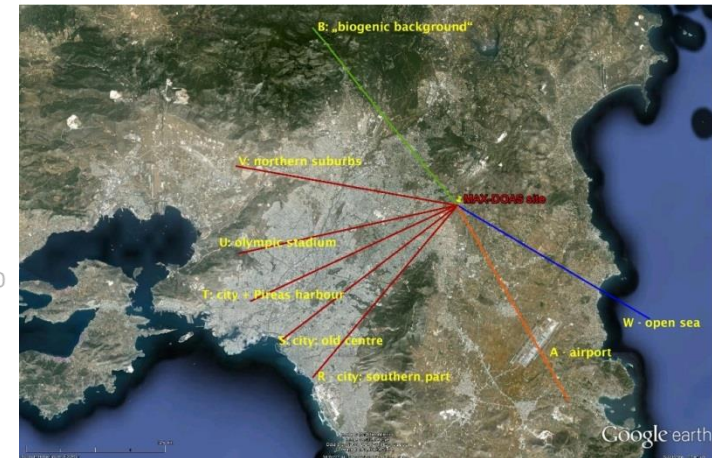 B: „biogenic background“
V: northern suburbs
MAX-DOAS site
U: olympic stadium
T: city + Pireas harbour
S: city: old centre
W - open sea
A - airport
R - city: southern part
Google earth